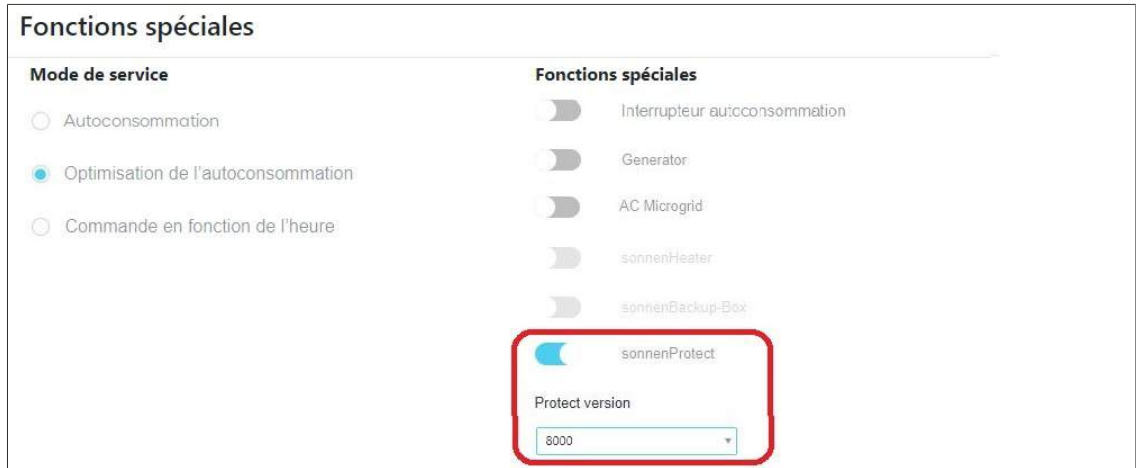 Fonctions spéciales
Mode de service
Autoconsommation
Optimisation de l'autoconsommation
Commande en fonction de l'heure
Fonctions spéciales
Interrupteur autoconsommation
Generator
AC Microgrid
sonnenHeater
sonnenBackup-Box
sonnenProtect
Protect version
8000